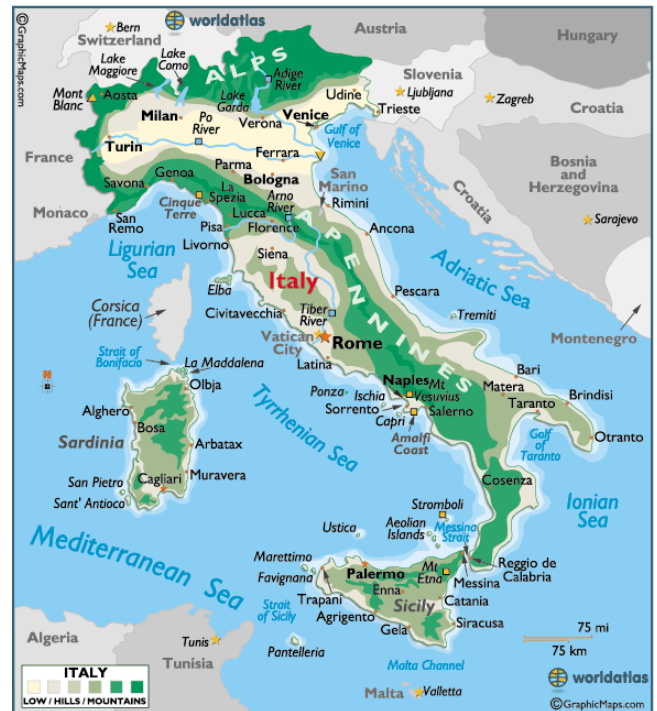 ©GraphicMaps.com
worldatlas
Bern
Switzerland
Austria
Hungary
Lake
Maggiore
Lake
Como
ALPS
Adige
River
Slovenia
Ljubljana
Mont
Blanc
Aosta
Lake
Garda
Udine
Zagreb
Milan
Po
River
Verona
Venice
Trieste
Croatia
Turin
Gulf of
Venice
France
Ferrara
Parma
Bosnia
and
Herzegovina
Genoa
Bologna
Savona
La
Spezia
Arno
River
San
Marino
Cinque
Terre
Rimini
Croatia
Monaco
San
Remo
Lucca
Pisa
Florence
Sarajevo
Ligurian
Sea
Livorno
Ancona
APENNINES
Siena
Adriatic Sea
Italy
Elba
Pescara
Corsica
(France)
Civitavecchia
Tiber
River
Tremiti
Vatican
City
Rome
Montenegro
Strait of
Bonifacio
La Maddalena
Latina
N
Olbja
Naples
Mt
Vesuvius
Bari
Ponza
Ischia
Matera
Brindisi
Alghero
Tyrrhenian Sea
Sorrento
Salerno
Taranto
Capri
Bosa
Amalfi
Coast
Otranto
Sardinia
Arbatax
Golf
of
Taranto
Cagliari
Muravera
Cosenza
San Pietro
Sant' Antioco
Stromboli
Ionian
Sea
Mediterranean Sea
Ustica
Aeolian
Islands
Messina
Strait
Marettimo
Favignana
Palermo
Mt
Etna
Reggio de
Calabria
Messina
Trapani
Enna
Catania
Strait
of Sicily
Sicily
Agrigento
Siracusa
Algeria
Tunis
Gela
75 mi
Tunisia
Pantelleria
75 km
Malta Channel
ITALY
LOW / HILLS / MOUNTAINS
Malta
Valletta
worldatlas
©GraphicMaps.com